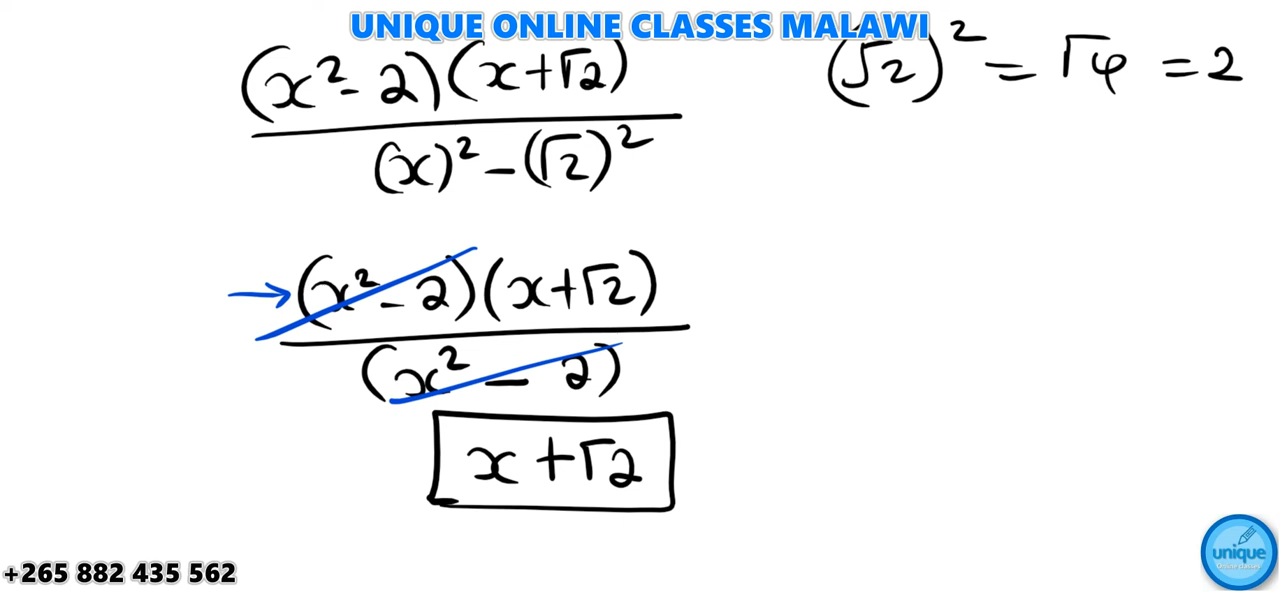 UNIQUE ONLINE CLASSES MALAWI
(x² - 2)(x + √2)
(√2)² = √4 = 2
(x)² - (√2)²
→ (x² - 2)(x + √2)
(x² - 2)
x + √2
unique
Online classes
+265 882 435 562